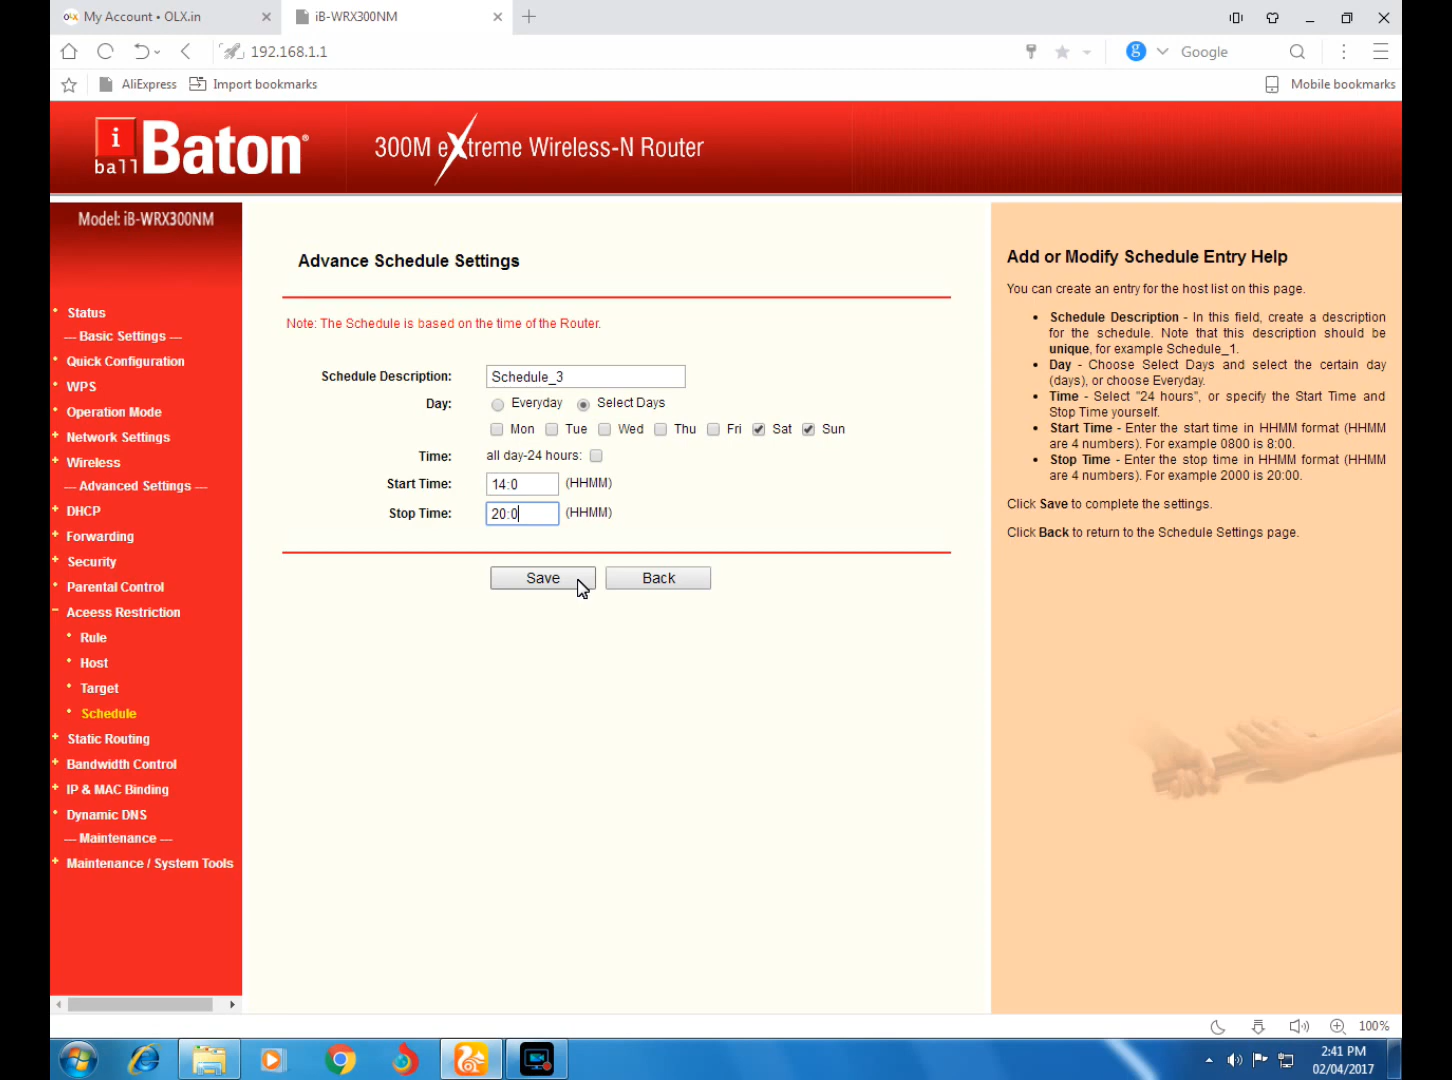 My Account • OLX.in
iB-WRX300NM
192.168.1.1
g
Google
AliExpress
Import bookmarks
Mobile bookmarks
i
ball
Baton®
300M eXtreme Wireless-N Router
Model: iB-WRX300NM
Status
--- Basic Settings ---
Quick Configuration
WPS
Operation Mode
+ Network Settings
+ Wireless
--- Advanced Settings ---
+ DHCP
+ Forwarding
+ Security
Parental Control
- Aceess Restriction
• Rule
• Host
• Target
• Schedule
+ Static Routing
+ Bandwidth Control
+ IP & MAC Binding
• Dynamic DNS
--- Maintenance ---
+ Maintenance / System Tools
Advance Schedule Settings
Note: The Schedule is based on the time of the Router.
Schedule Description: Schedule_3
Day: Everyday Select Days
Mon Tue Wed Thu Fri Sat Sun
Time: all day-24 hours:
Start Time: 14:0 (HHMM)
Stop Time: 20:0 (HHMM)
Save Back
Add or Modify Schedule Entry Help
You can create an entry for the host list on this page.
• Schedule Description - In this field, create a description
for the schedule. Note that this description should be
unique, for example Schedule_1.
• Day - Choose Select Days and select the certain day
(days), or choose Everyday.
• Time - Select "24 hours", or specify the Start Time and
Stop Time yourself.
• Start Time - Enter the start time in HHMM format (HHMM
are 4 numbers). For example 0800 is 8:00.
• Stop Time - Enter the stop time in HHMM format (HHMM
are 4 numbers). For example 2000 is 20:00.
Click Save to complete the settings.
Click Back to return to the Schedule Settings page.
100%
2:41 PM
02/04/2017